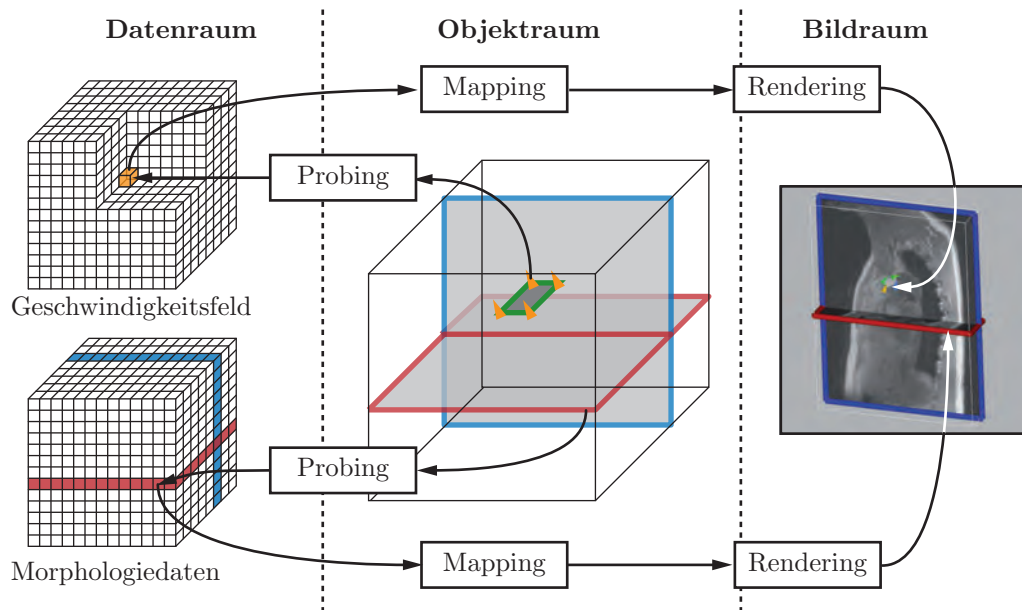 Datenraum
Objektraum
Bildraum
Mapping
Rendering
Probing
Geschwindigkeitsfeld
Probing
Morphologiedaten
Mapping
Rendering